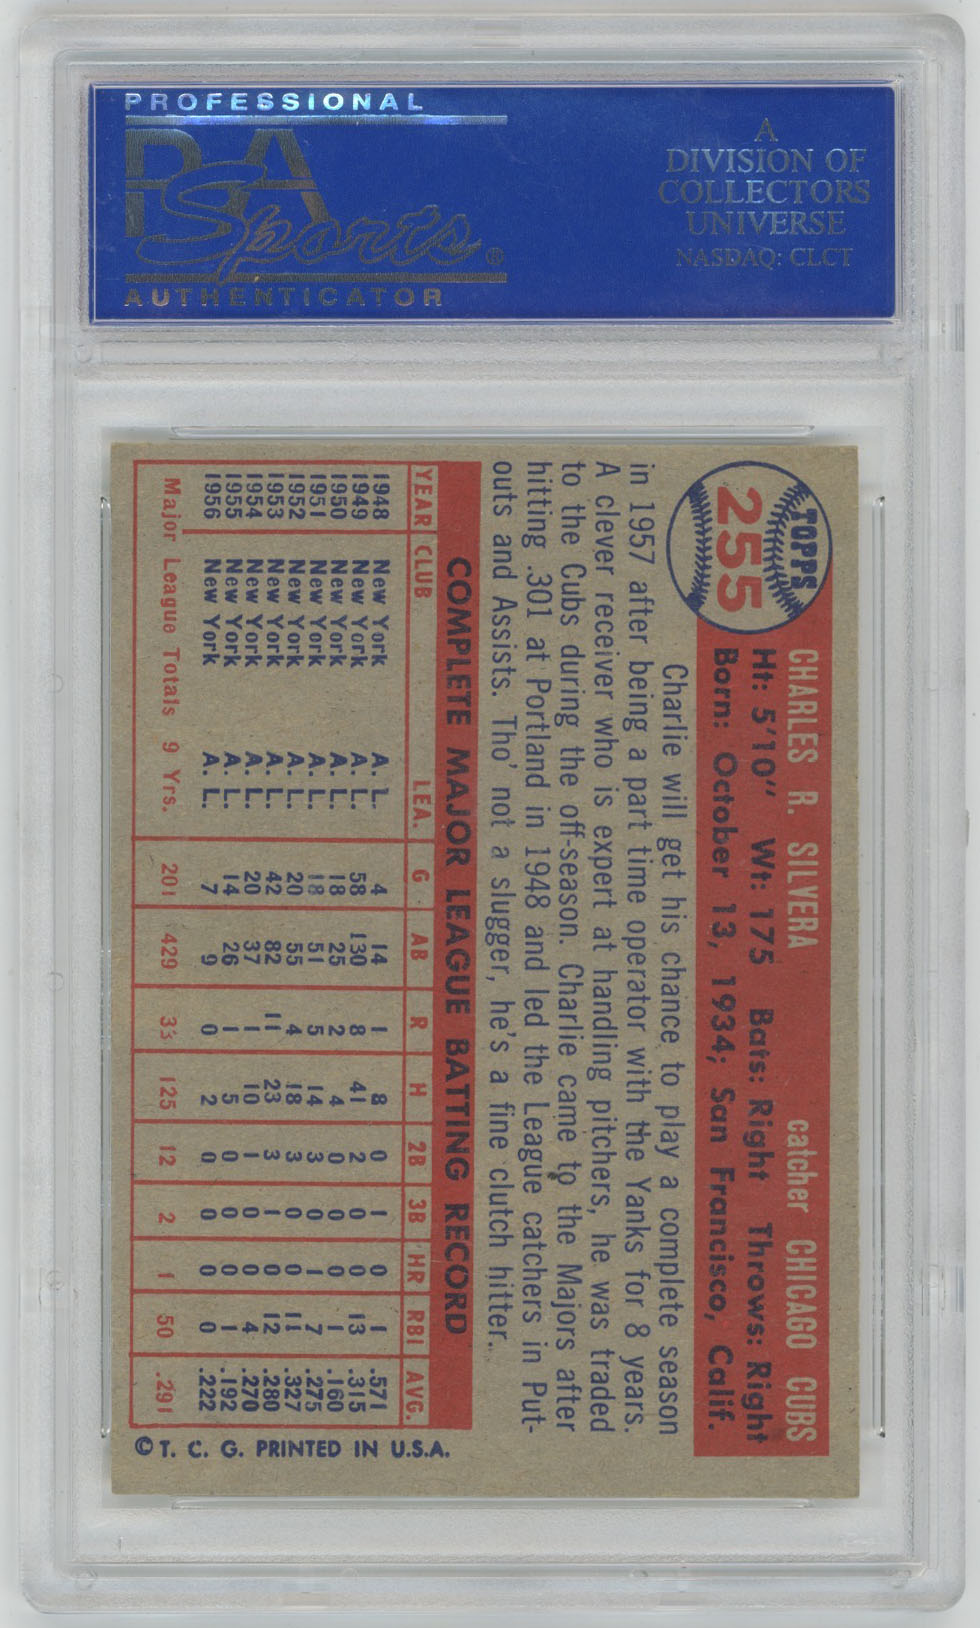 PROFESSIONAL
PSA
Sports®
AUTHENTICATOR
A
DIVISION OF
COLLECTORS
UNIVERSE
NASDAQ: CLCT
TOPPS
255
CHARLES R. SILVERA catcher CHICAGO CUBS
Ht: 5'10" Wt: 175 Bats: Right Throws: Right
Born: October 13, 1934; San Francisco, Calif.
Charlie will get his chance to play a complete season
in 1957 after being a part time operator with the Yanks for 8 years.
A clever receiver who is expert at handling pitchers, he was traded
to the Cubs during the off-season. Charlie came to the Majors after
hitting .301 at Portland in 1948 and led the League catchers in Put-
outs and Assists. Tho' not a slugger, he's a fine clutch hitter.
COMPLETE MAJOR LEAGUE BATTING RECORD
YEAR CLUB LEA. G AB R H 2B 3B HR RBI AVG.
1948 New York A. L. 4 14 1 8 0 1 0 1 .571
1949 New York A. L. 58 130 8 41 2 0 0 13 .315
1950 New York A. L. 18 25 2 4 0 0 0 1 .160
1951 New York A. L. 18 51 5 14 3 0 1 7 .275
1952 New York A. L. 20 55 4 18 3 0 0 11 .327
1953 New York A. L. 42 82 11 23 3 1 0 12 .280
1954 New York A. L. 20 37 1 10 1 0 0 4 .270
1955 New York A. L. 14 26 1 5 0 0 0 1 .192
1956 New York A. L. 7 9 0 2 0 0 0 0 .222
Major League Totals 9 Yrs. 201 429 33 125 12 2 1 50 .291
© T. C. G. PRINTED IN U.S.A.